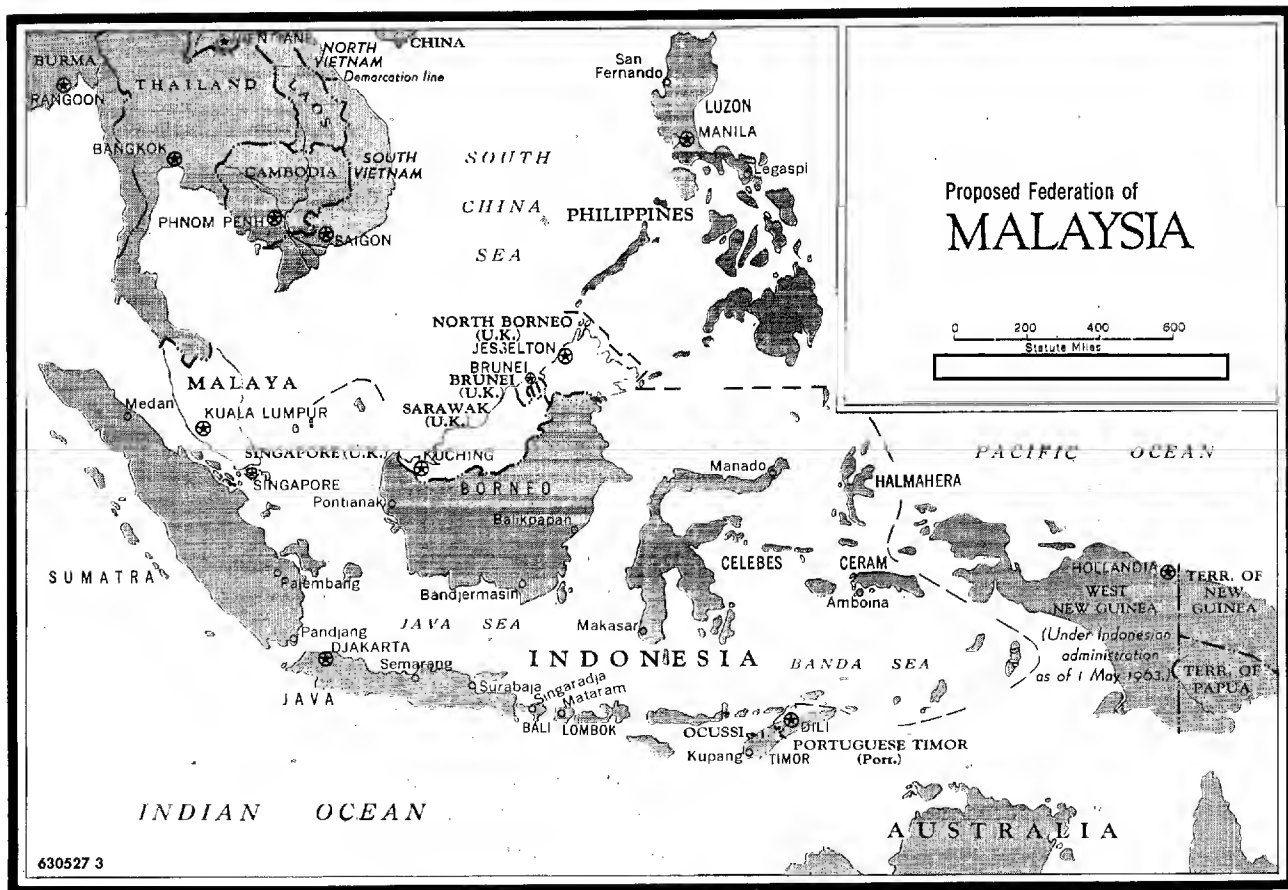 Proposed Federation of
MALAYSIA
0 200 400 600
Statute Miles
BURMA
RANGOON
THAILAND
VIENTIANE
NORTH
VIETNAM
Demarcation line
CHINA
LAOS
BANGKOK
CAMBODIA
SOUTH
VIETNAM
PHNOM PENH
SAIGON
SOUTH
CHINA
SEA
San
Fernando
LUZON
MANILA
Legaspi
PHILIPPINES
NORTH BORNEO
(U.K.)
JESSELTON
BRUNEI
BRUNEI
(U.K.)
SARAWAK
(U.K.)
KUCHING
MALAYA
Medan
KUALA LUMPUR
SINGAPORE (U.K.)
SINGAPORE
Pontianak
BORNEO
Balikpapan
Manado
HALMAHERA
PACIFIC OCEAN
SUMATRA
Palembang
Bandjermasin
CELEBES
CERAM
Amboina
HOLLANDIA
WEST
NEW GUINEA
TERR. OF
NEW
GUINEA
(Under Indonesian
administration
as of 1 May 1963.)
TERR. OF
PAPUA
Pandjang
DJAKARTA
JAVA SEA
Makasar
Semarang
INDONESIA
BANDA SEA
JAVA
Surabaja
Singaradja
Mataram
BALI
LOMBOK
OCUSSI
DILI
Kupang
TIMOR
PORTUGUESE TIMOR
(Port.)
INDIAN OCEAN
AUSTRALIA
630527 3